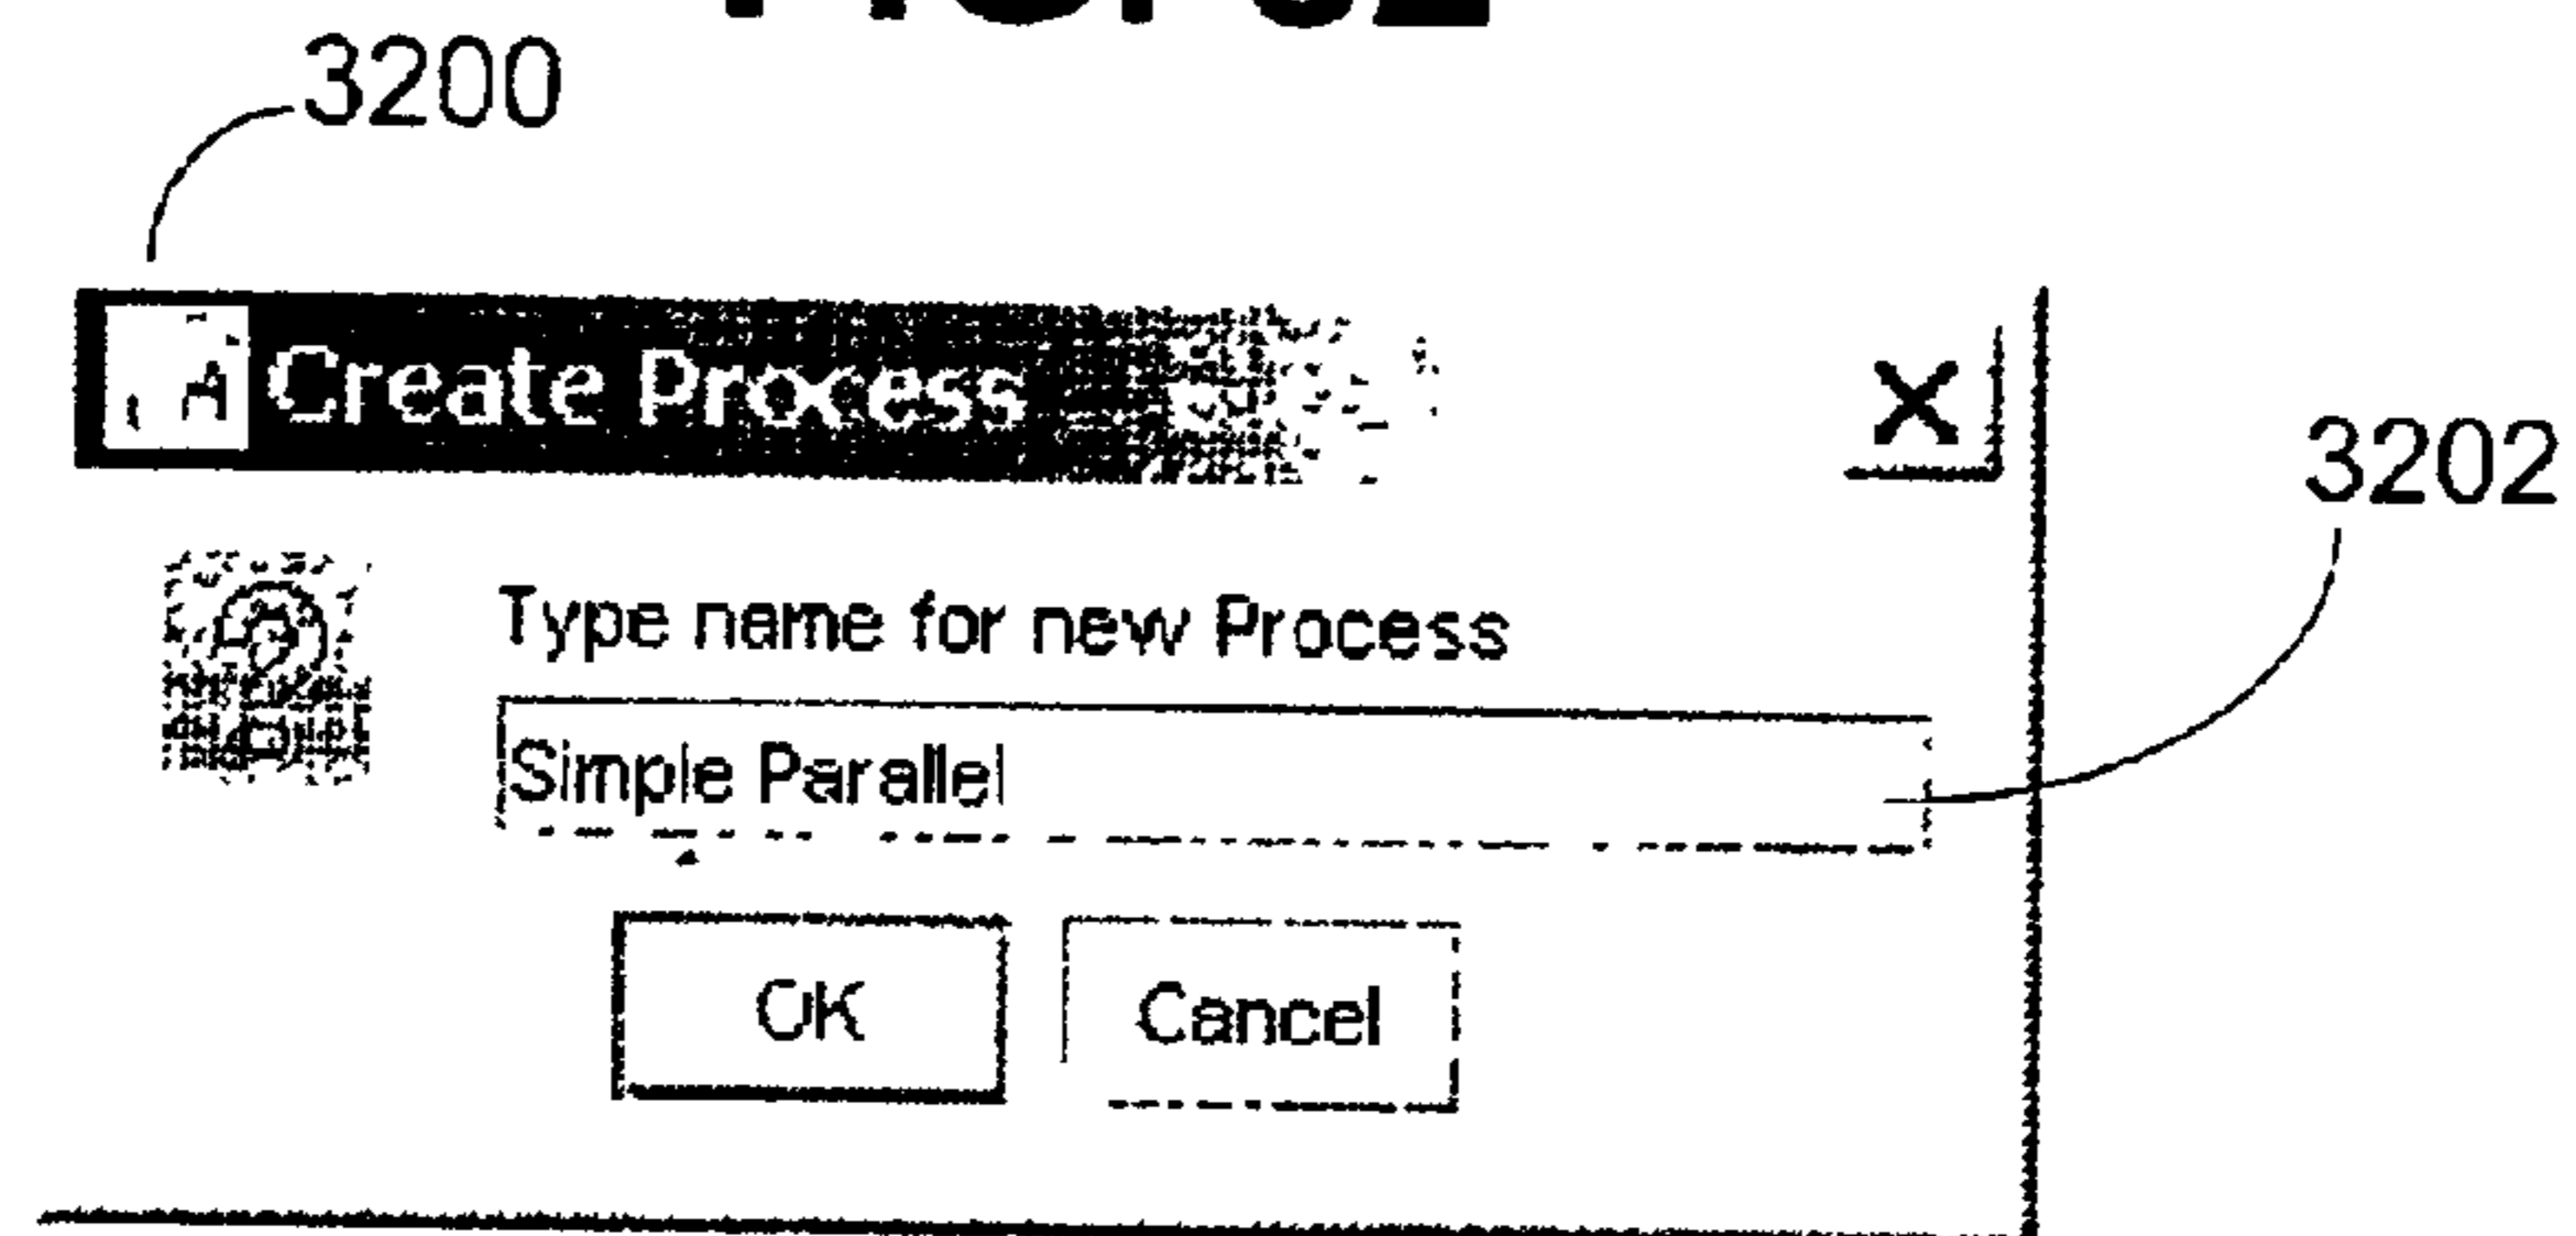 3200
Create Process
3202
Type name for new Process
Simple Parallel
OK
Cancel